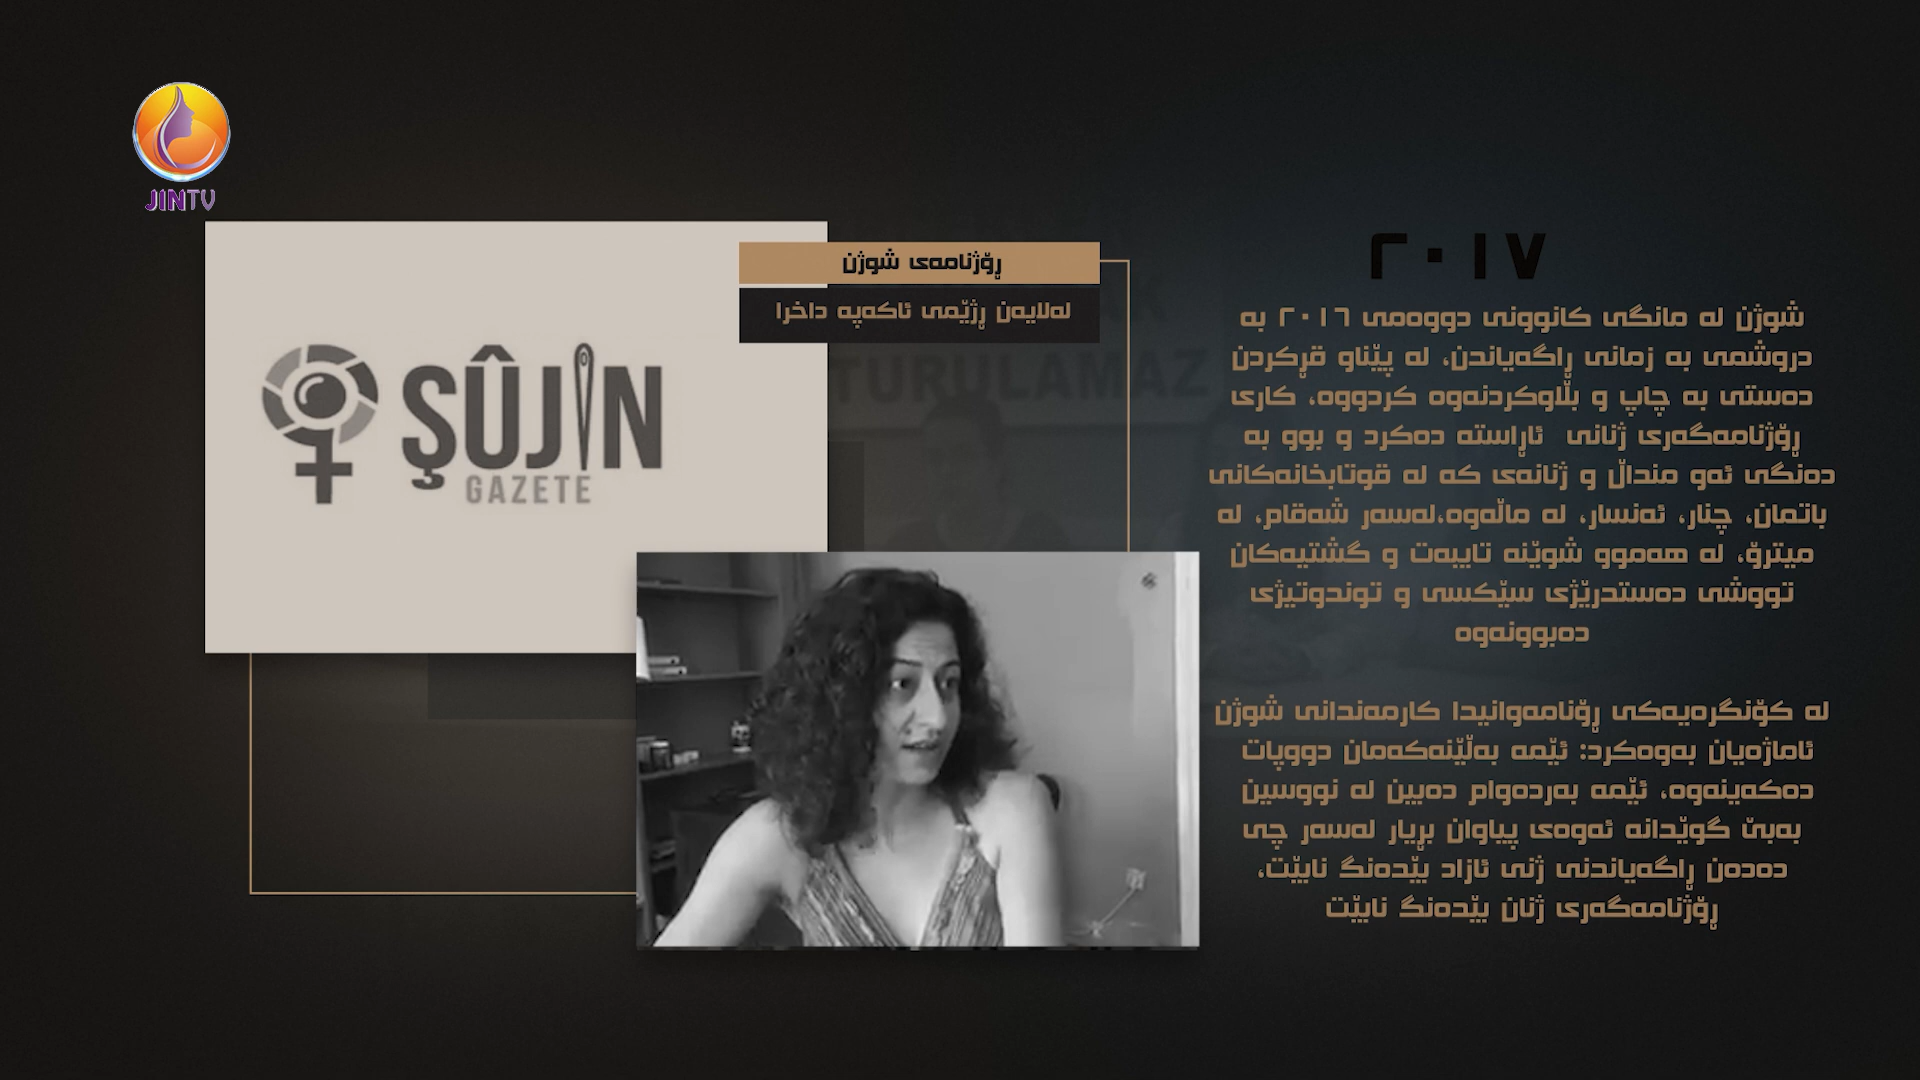 JINTV
ŞÛJIN
GAZETE
ڕۆژنامەی شوژن
لەلایەن ڕژێمی ئاکەپە داخرا
TURULAMAZ
٢٠١٧
شوژن لە مانگی کانوونی دووەمی ٢٠١٦ بە
دروشمی بە زمانی ڕاگەیاندن، لە پێناو قڕکردن
دەستی بە چاپ و بڵاوکردنەوە کردووە، کاری
ڕۆژنامەگەری ژنانی ئاڕاستە دەکرد و بوو بە
دەنگی ئەو منداڵ و ژنانەی کە لە قوتابخانەکانی
باتمان، چنار، ئەنسار، لە ماڵەوە،لەسەر شەقام، لە
میترۆ، لە هەموو شوێنە تایبەت و گشتیەکان
تووشی دەستدرێژی سێکسی و توندوتیژی
دەبوونەوە
لە کۆنگرەیەکی ڕۆنامەوانیدا کارمەندانی شوژن
ئاماژەیان بەوەکرد: ئێمە بەڵێنەکەمان دووپات
دەکەینەوە، ئێمە بەردەوام دەبین لە نووسین
بەبێ گوێدانە ئەوەی پیاوان بڕیار لەسەر چی
دەدەن ڕاگەیاندنی ژنی ئازاد بێدەنگ نابێت،
ڕۆژنامەگەری ژنان بێدەنگ نابێت